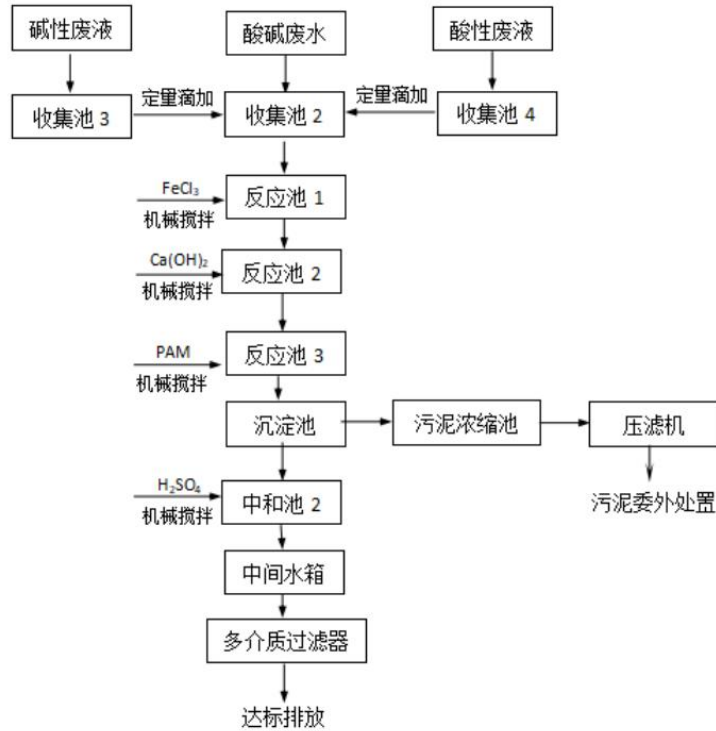 碱性废液
酸碱废水
酸性废液
收集池 3
定量滴加
收集池 2
定量滴加
收集池 4
FeCl₃
机械搅拌
反应池 1
Ca(OH)₂
机械搅拌
反应池 2
PAM
机械搅拌
反应池 3
沉淀池
污泥浓缩池
压滤机
H₂SO₄
机械搅拌
中和池 2
污泥委外处置
中间水箱
多介质过滤器
达标排放